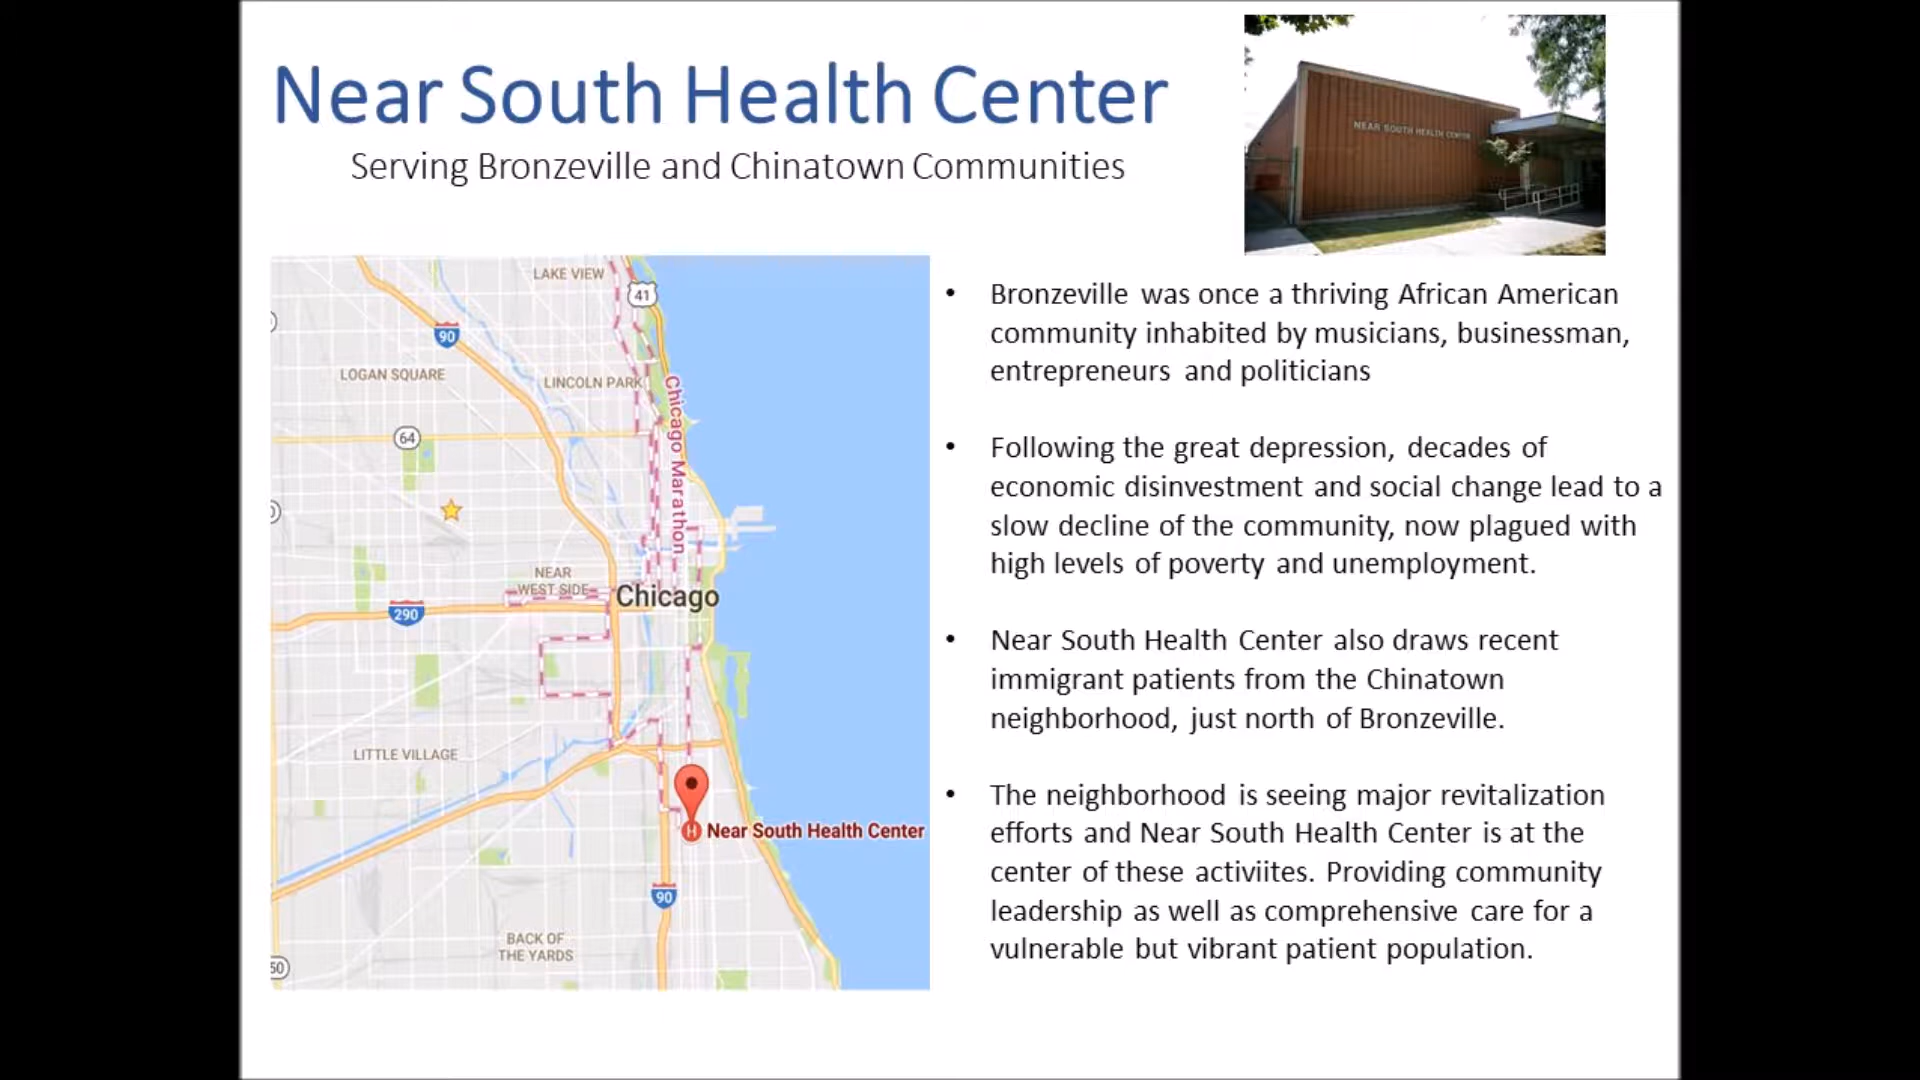 Near South Health Center
Serving Bronzeville and Chinatown Communities
NEAR SOUTH HEALTH CENTER
LAKE VIEW
41
90
LOGAN SQUARE
LINCOLN PARK
Chicago Marathon
64
NEAR
WEST SIDE
Chicago
290
LITTLE VILLAGE
H Near South Health Center
90
BACK OF
THE YARDS
50
• Bronzeville was once a thriving African American
community inhabited by musicians, businessman,
entrepreneurs and politicians
• Following the great depression, decades of
economic disinvestment and social change lead to a
slow decline of the community, now plagued with
high levels of poverty and unemployment.
• Near South Health Center also draws recent
immigrant patients from the Chinatown
neighborhood, just north of Bronzeville.
• The neighborhood is seeing major revitalization
efforts and Near South Health Center is at the
center of these activiites. Providing community
leadership as well as comprehensive care for a
vulnerable but vibrant patient population.